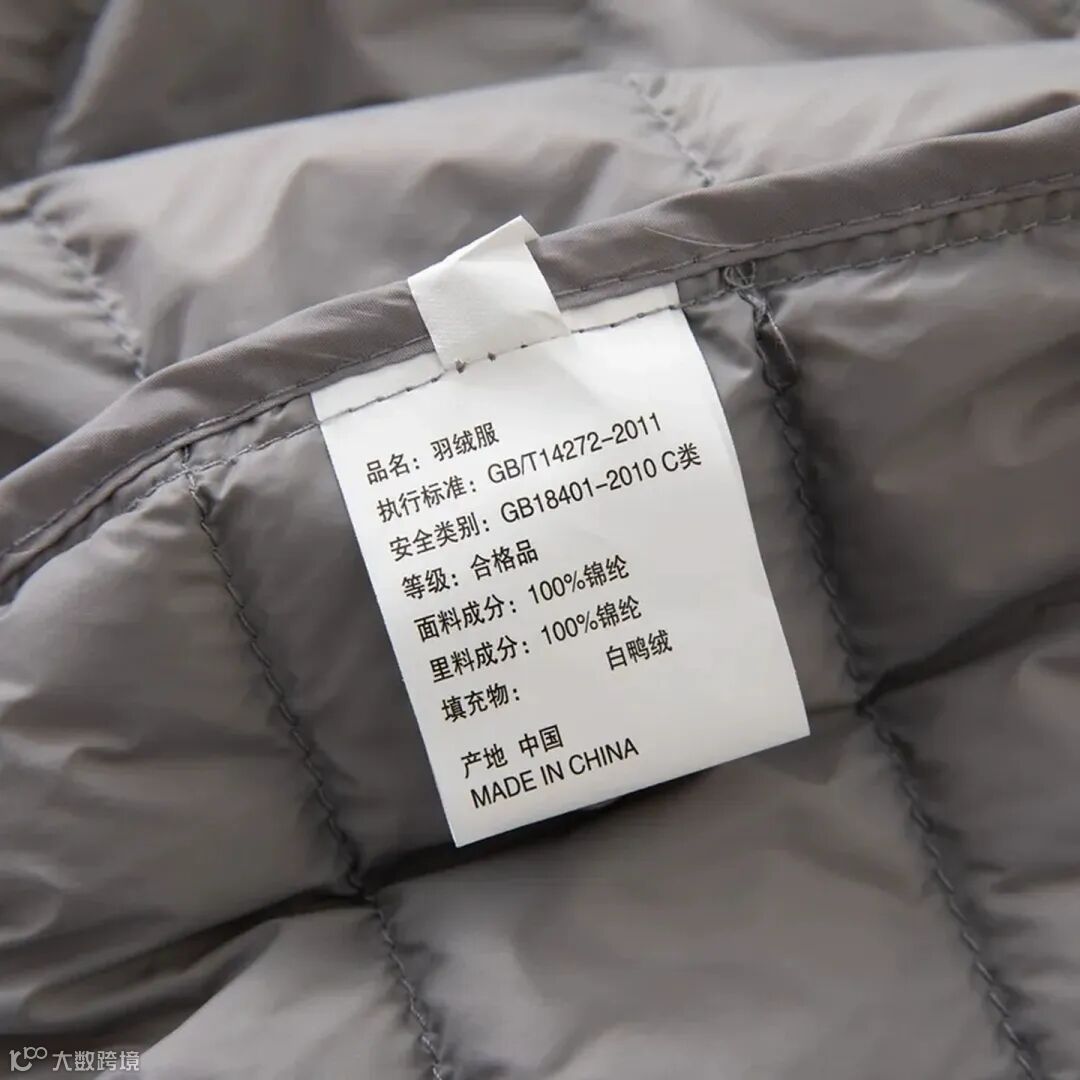 品名：羽绒服
执行标准：GB/T14272-2011
安全类别：GB18401-2010 C类
等级：合格品
面料成分：100%锦纶
里料成分：100%锦纶
填充物： 白鸭绒
产地 中国
MADE IN CHINA
大数跨境